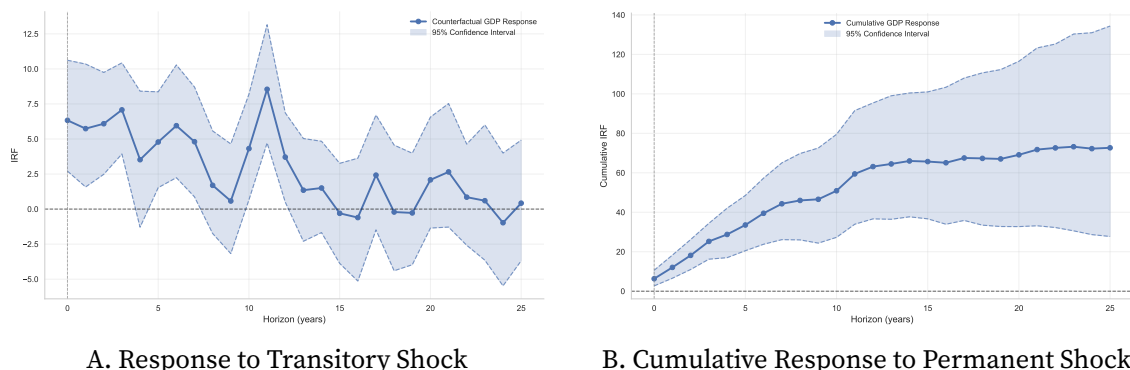 Counterfactual GDP Response
95% Confidence Interval
12.5
10.0
7.5
5.0
2.5
0.0
−2.5
−5.0
IRF
0 5 10 15 20 25
Horizon (years)
A. Response to Transitory Shock
Cumulative GDP Response
95% Confidence Interval
140
120
100
80
60
40
20
0
Cumulative IRF
0 5 10 15 20 25
Horizon (years)
B. Cumulative Response to Permanent Shock